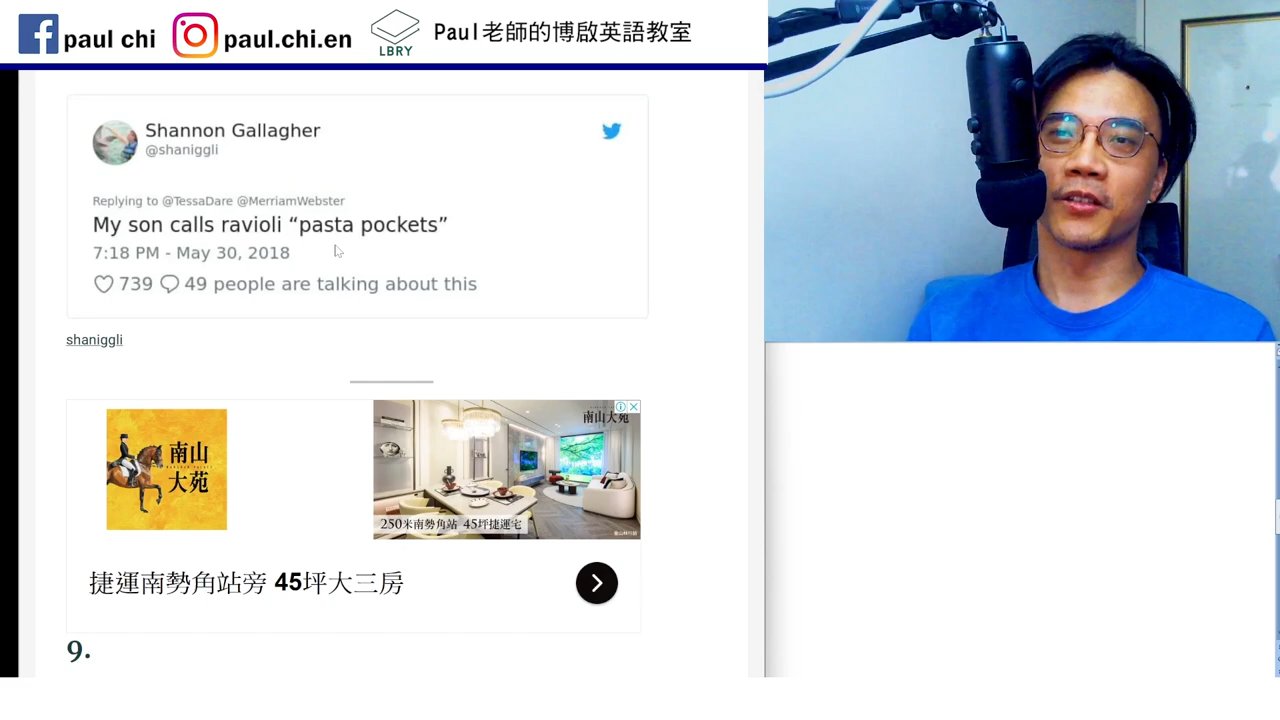 paul chi
paul.chi.en
LBRY
Paul老師的博啟英語教室
Shannon Gallagher
@shaniggli
Replying to @TessaDare @MerriamWebster
My son calls ravioli “pasta pockets”
7:18 PM - May 30, 2018
739 49 people are talking about this
shaniggli
南山
大苑
南山大苑
250米南勢角站 45坪捷運宅
捷運南勢角站旁 45坪大三房
9.